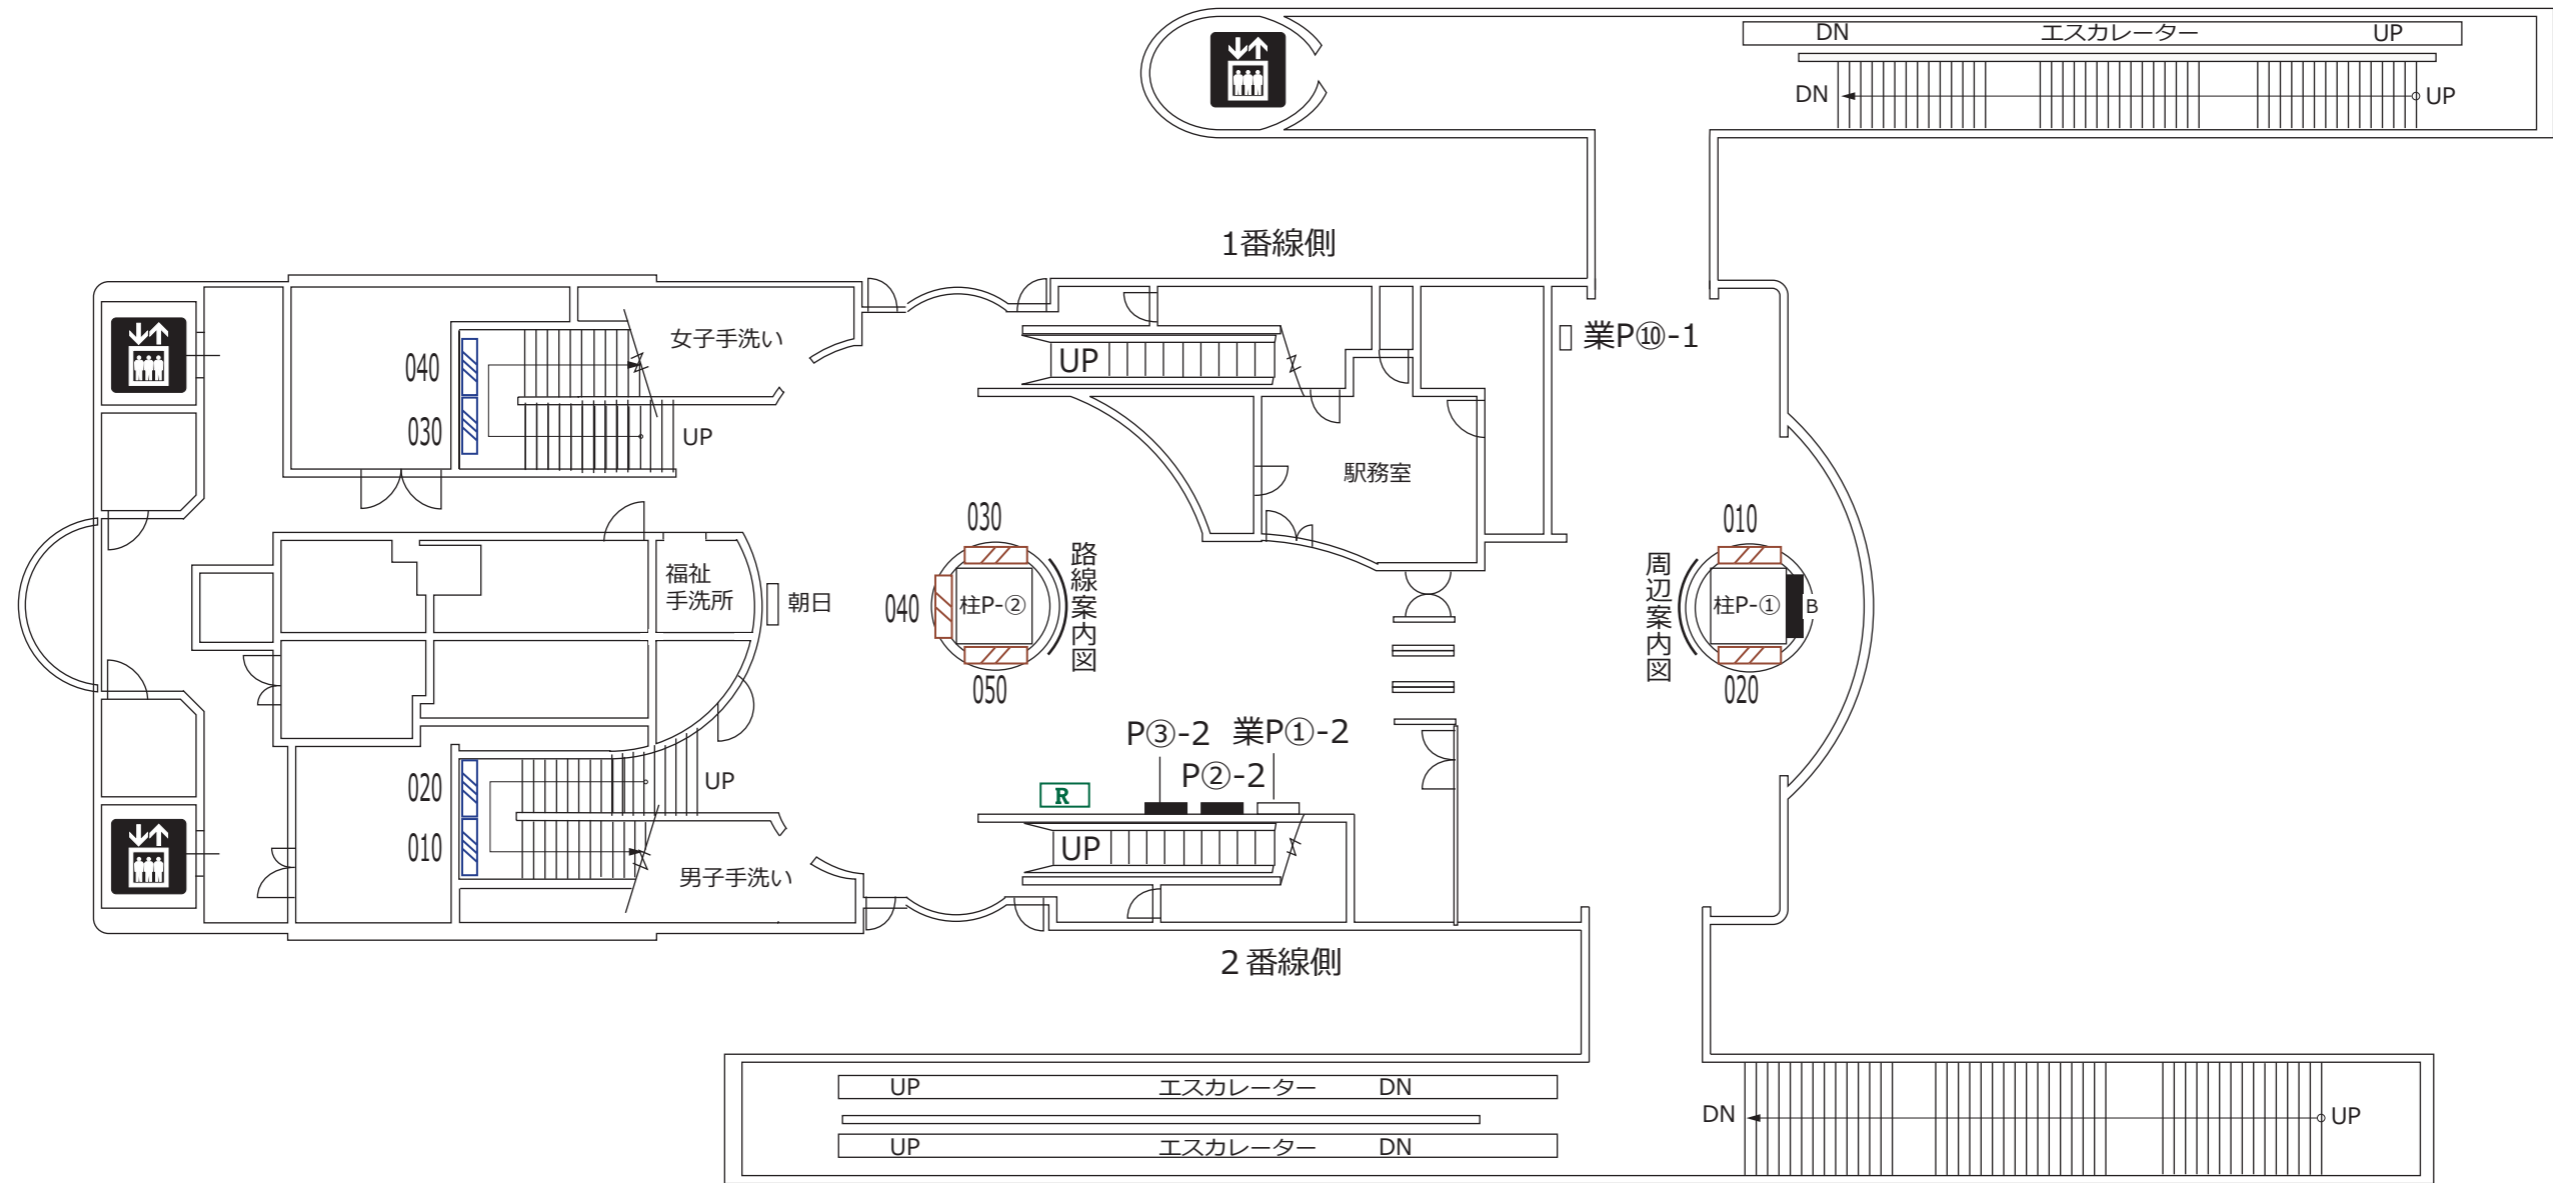 DN エスカレーター UP
DN UP
1番線側
女子手洗い
040
030
UP
UP
業P⑩-1
駅務室
030
路線案内図
010
周辺案内図
福祉
手洗所
朝日
040
柱P-②
柱P-①
B
050
020
P③-2 業P①-2
P②-2
020
UP
010
R
UP
男子手洗い
2番線側
UP エスカレーター DN
UP エスカレーター DN
DN UP